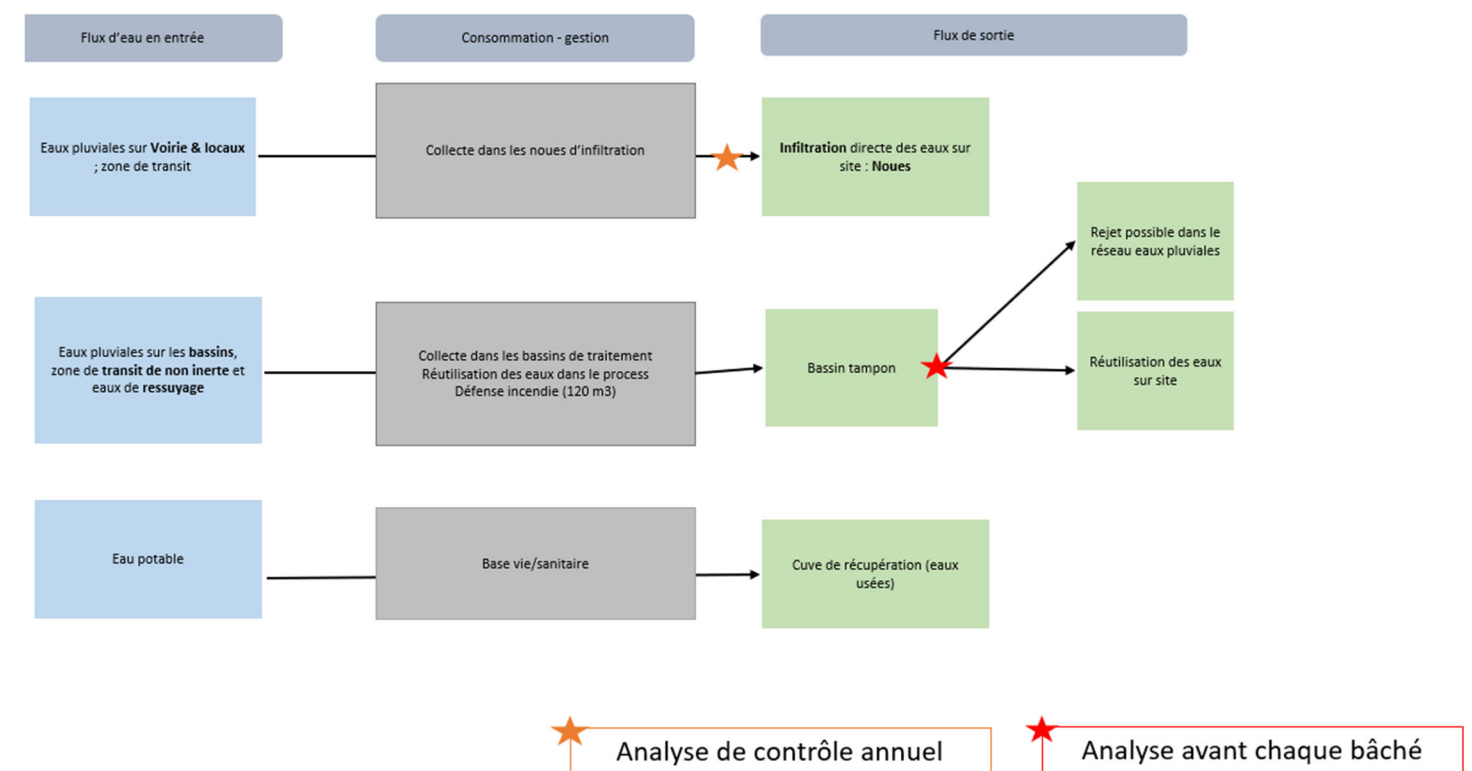 Flux d’eau en entrée
Consommation - gestion
Flux de sortie
Eaux pluviales sur Voirie & locaux
; zone de transit
Collecte dans les noues d’infiltration
Infiltration directe des eaux sur
site : Noues
Rejet possible dans le
réseau eaux pluviales
Eaux pluviales sur les bassins,
zone de transit de non inerte et
eaux de ressuyage
Collecte dans les bassins de traitement
Réutilisation des eaux dans le process
Défense incendie (120 m3)
Bassin tampon
Réutilisation des eaux
sur site
Eau potable
Base vie/sanitaire
Cuve de récupération (eaux
usées)
Analyse de contrôle annuel
Analyse avant chaque bâché